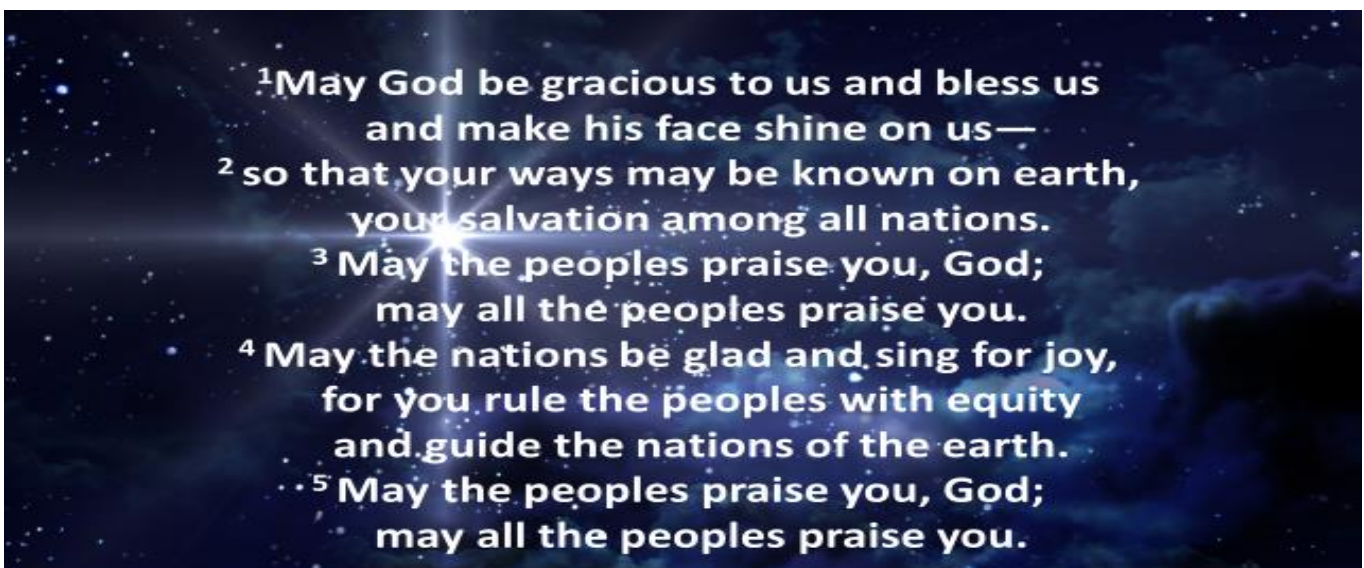 ¹May God be gracious to us and bless us
and make his face shine on us—
² so that your ways may be known on earth,
your salvation among all nations.
³ May the peoples praise you, God;
may all the peoples praise you.
⁴ May the nations be glad and sing for joy,
for you rule the peoples with equity
and guide the nations of the earth.
⁵ May the peoples praise you, God;
may all the peoples praise you.